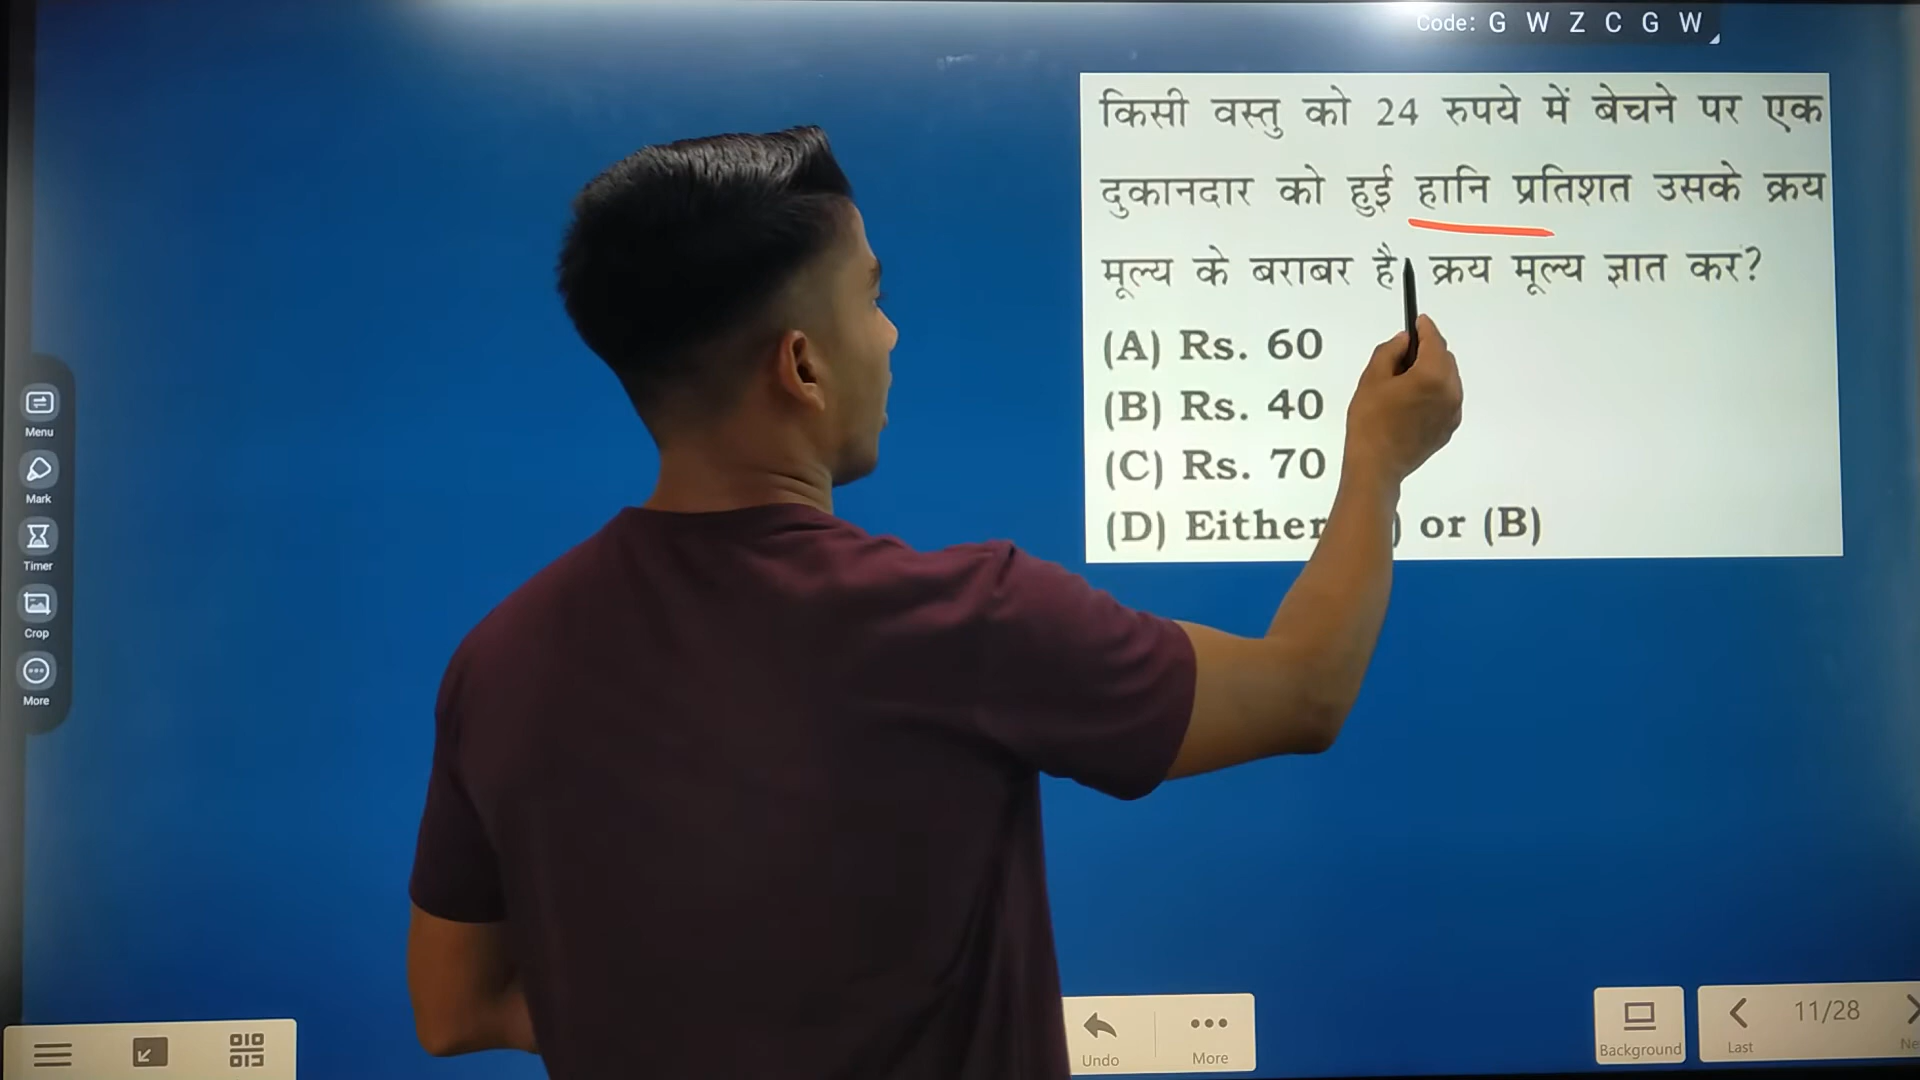 Code: G W Z C G W
किसी वस्तु को 24 रुपये में बेचने पर एक
दुकानदार को हुई हानि प्रतिशत उसके क्रय
मूल्य के बराबर है। क्रय मूल्य ज्ञात कर?
(A) Rs. 60
(B) Rs. 40
(C) Rs. 70
(D) Either ) or (B)
Menu
Mark
Timer
Crop
More
Undo
More
Background
Last
11/28